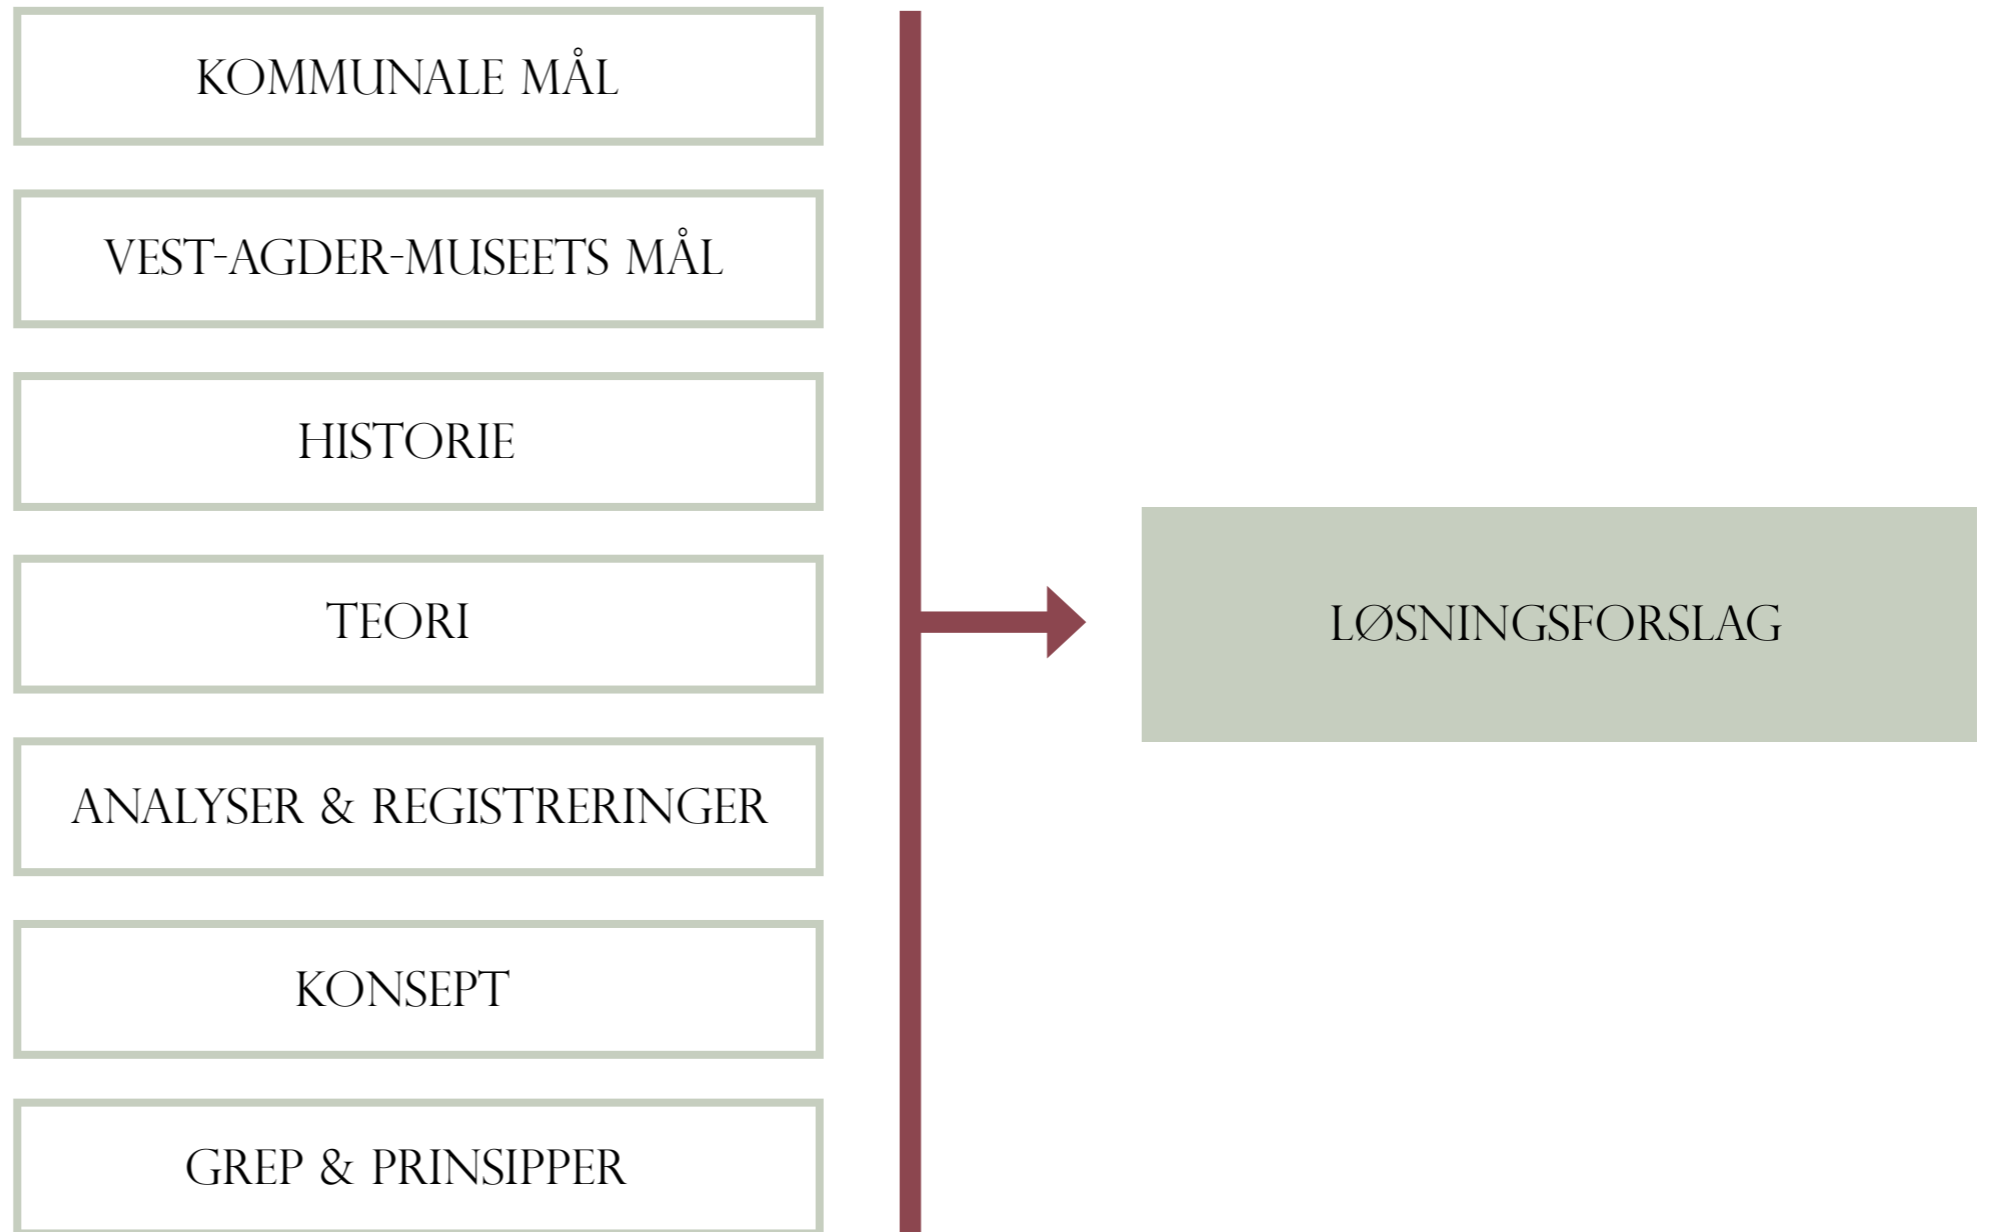 KOMMUNALE MÅL
VEST-AGDER-MUSEETS MÅL
HISTORIE
TEORI
ANALYSER & REGISTRERINGER
KONSEPT
GREP & PRINSIPPER
LØSNINGSFORSLAG